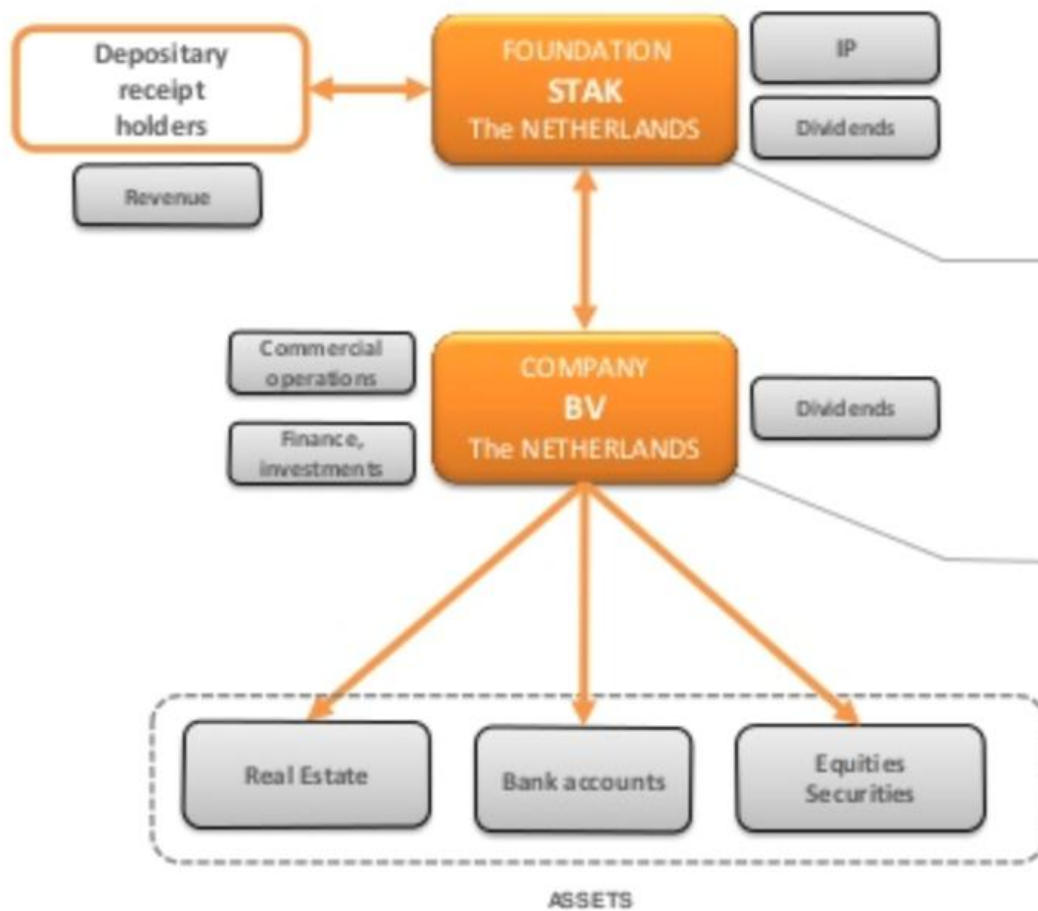 Depositary
receipt
holders
FOUNDATION
STAK
The NETHERLANDS
IP
Dividends
Revenue
Commercial
operations
Finance,
investments
COMPANY
BV
The NETHERLANDS
Dividends
Real Estate
Bank accounts
Equities
Securities
ASSETS